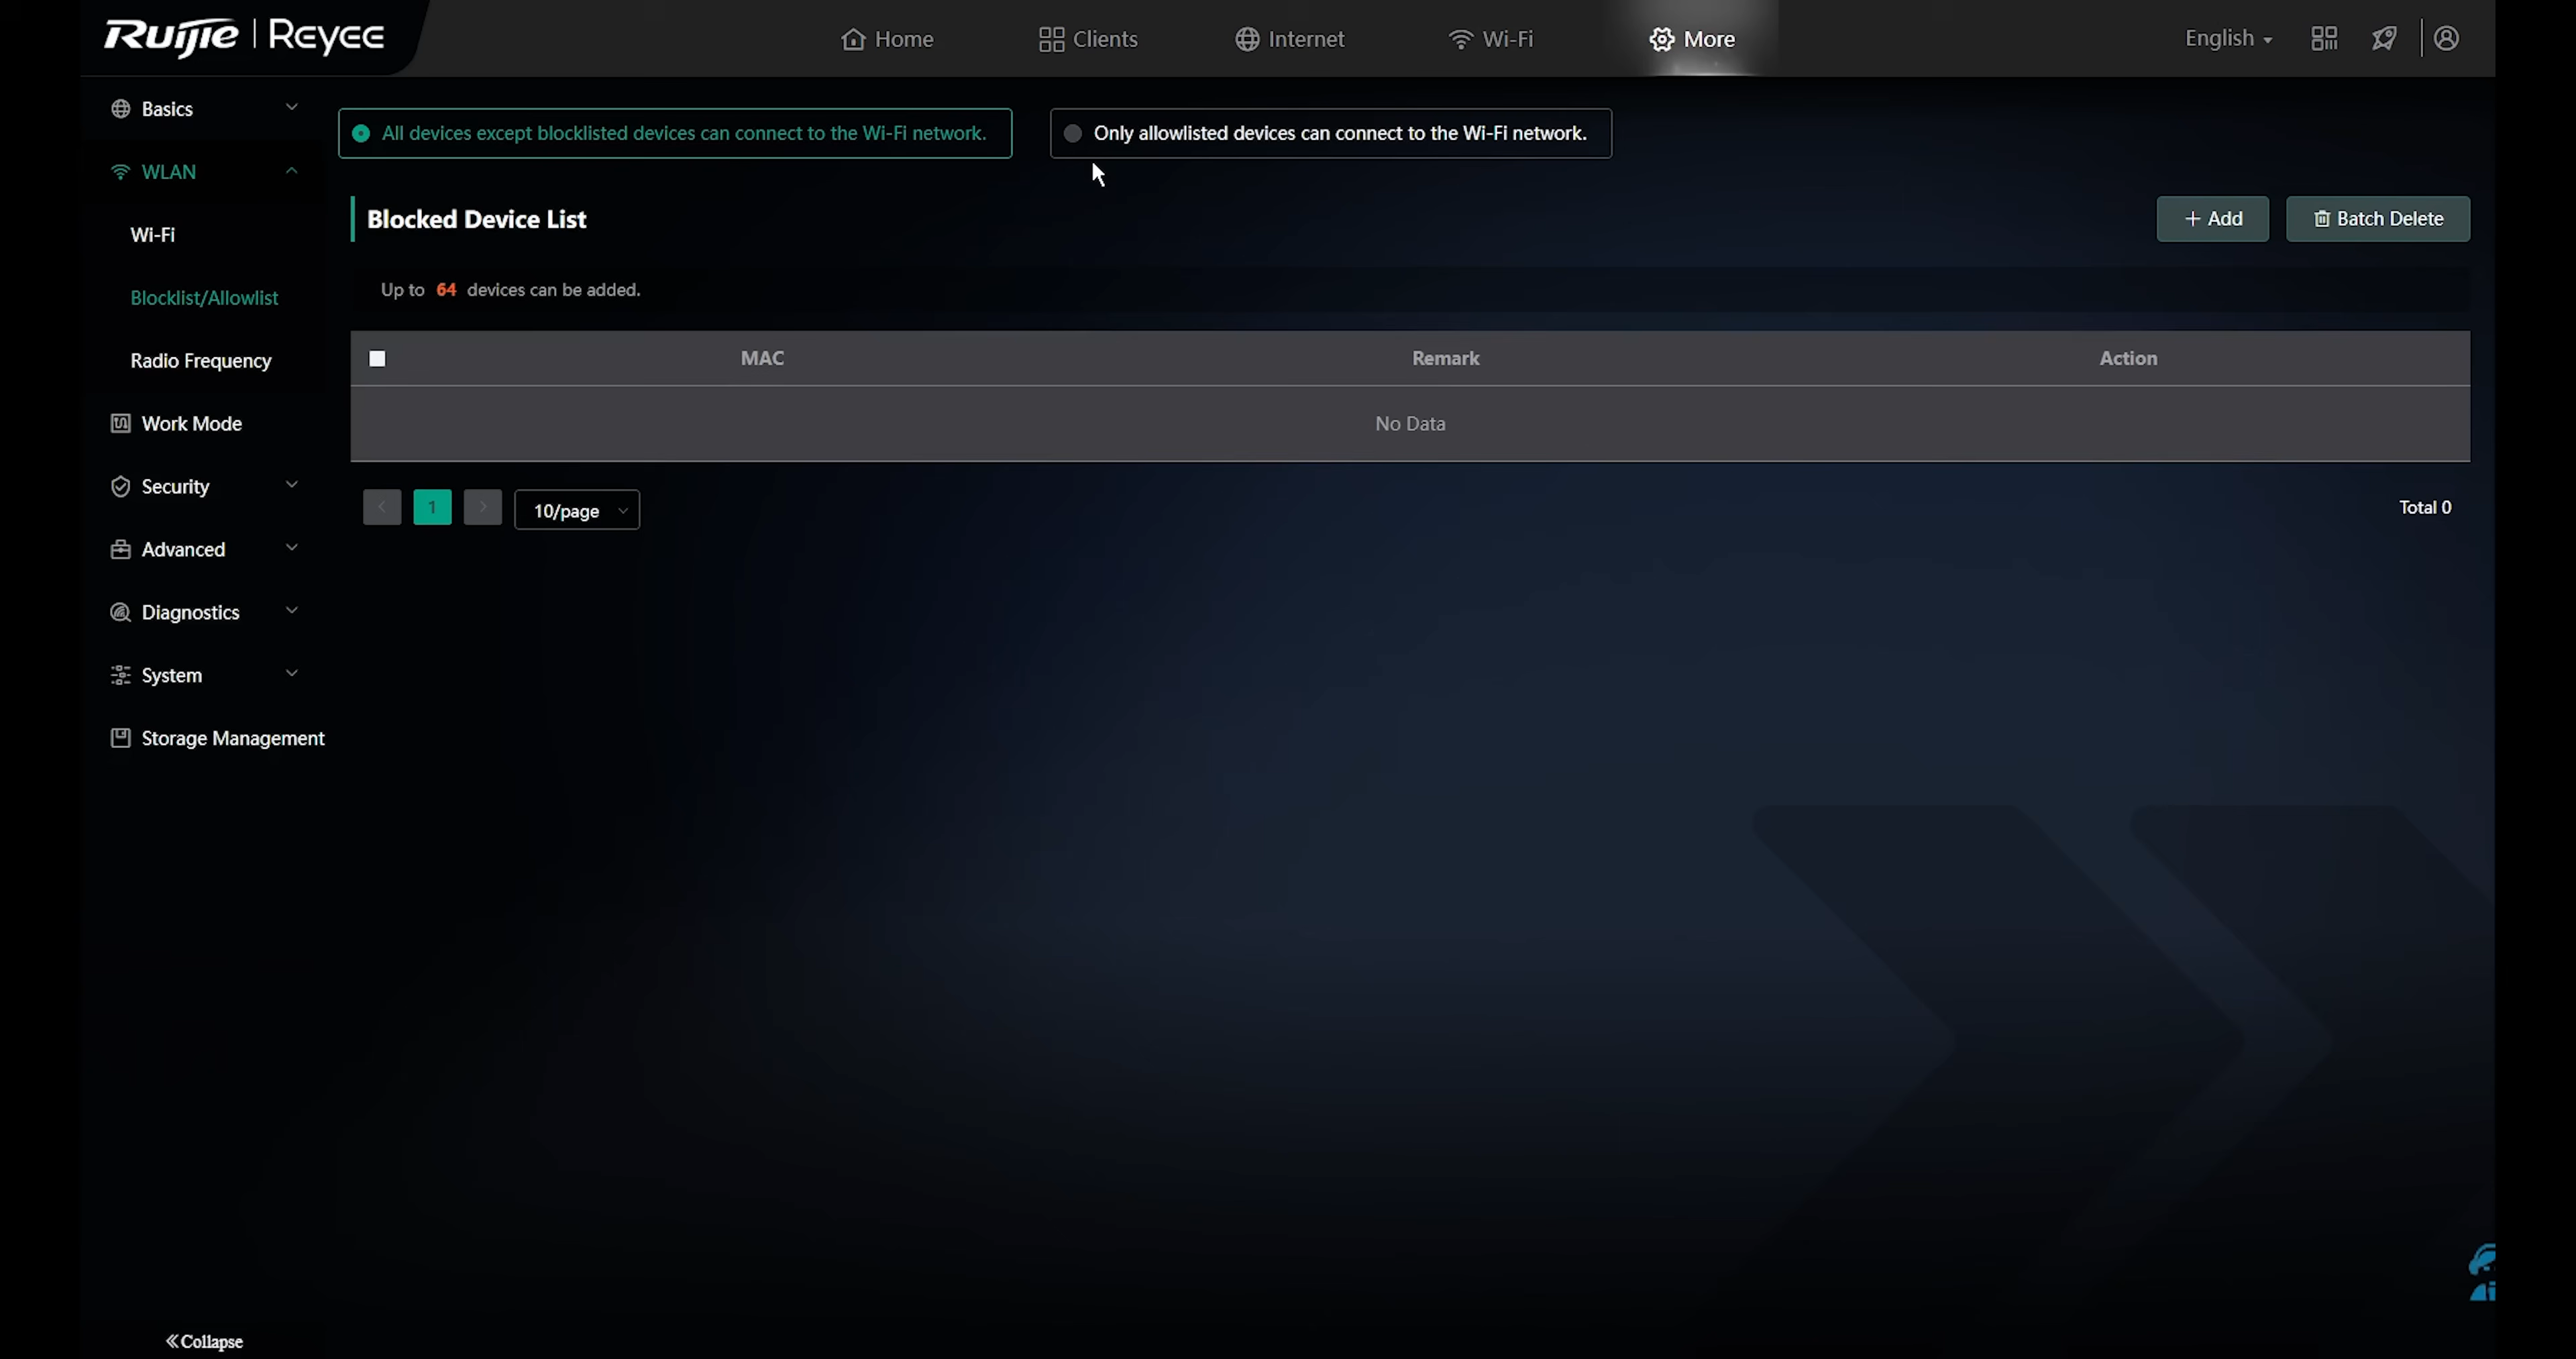 Ruijie | Reyee
Home
Clients
Internet
Wi-Fi
More
English
Basics
WLAN
Wi-Fi
Blocklist/Allowlist
Radio Frequency
Work Mode
Security
Advanced
Diagnostics
System
Storage Management
Collapse
All devices except blocklisted devices can connect to the Wi-Fi network.
Only allowlisted devices can connect to the Wi-Fi network.
Blocked Device List
+ Add
Batch Delete
Up to 64 devices can be added.
MAC Remark Action
No Data
< 1 > 10/page
Total 0